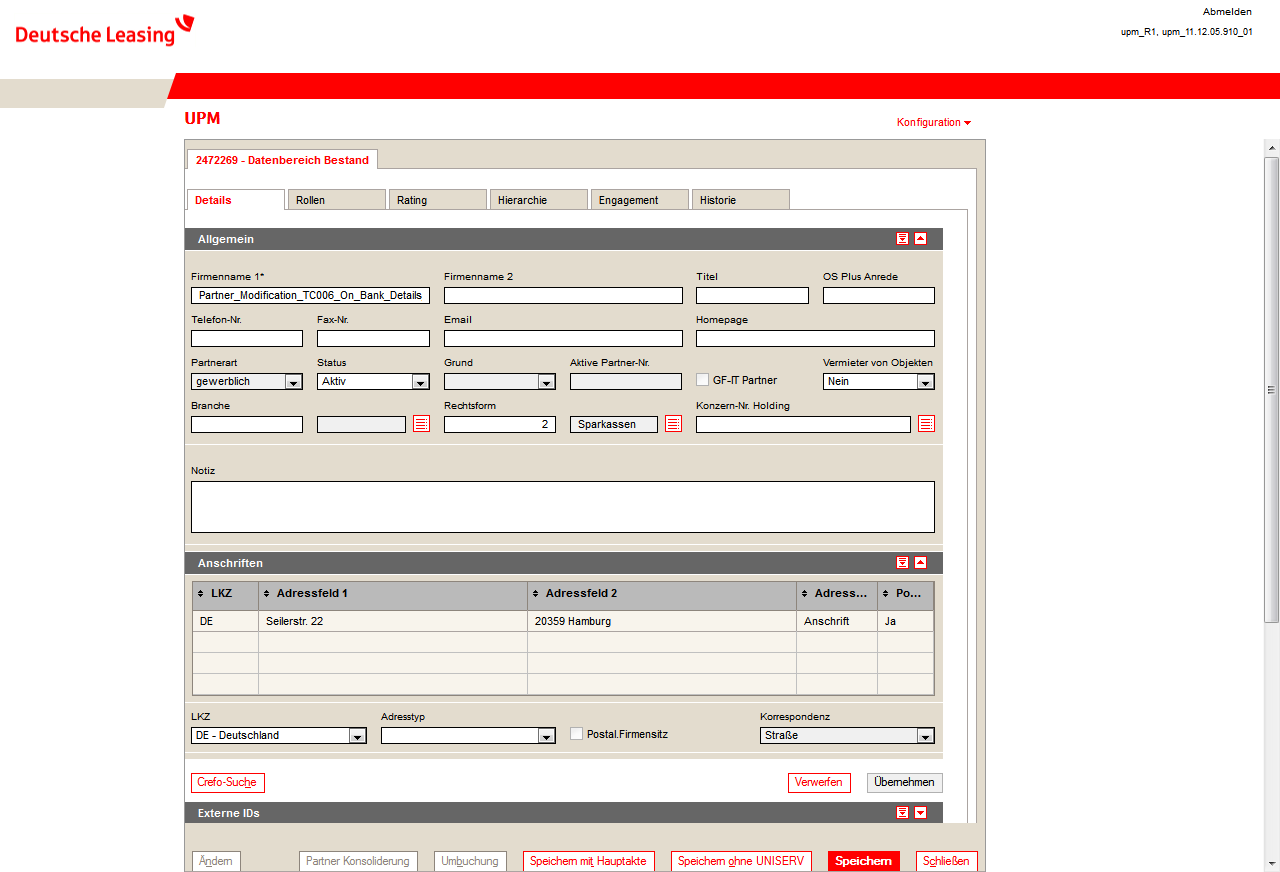 Deutsche Leasing
Abmelden
upm_R1, upm_11.12.05.910_01
UPM
Konfiguration
2472269 - Datenbereich Bestand
Details Rollen Rating Hierarchie Engagement Historie
Allgemein
Firmenname 1* Firmenname 2 Titel OS Plus Anrede
Partner_Modification_TC006_On_Bank_Details
Telefon-Nr. Fax-Nr. Email Homepage
Partnerart Status Grund Aktive Partner-Nr. Vermieter von Objekten
gewerblich Aktiv GF-IT Partner Nein
Branche Rechtsform Konzern-Nr. Holding
2 Sparkassen
Notiz
Anschriften
LKZ Adressfeld 1 Adressfeld 2 Adress... Po...
DE Seilerstr. 22 20359 Hamburg Anschrift Ja
LKZ Adresstyp Korrespondenz
DE - Deutschland Postal.Firmensitz Straße
Crefo-Suche Verwerfen Übernehmen
Externe IDs
Ändern Partner Konsoliderung Umbuchung Speichern mit Hauptakte Speichern ohne UNISERV Speichern Schließen